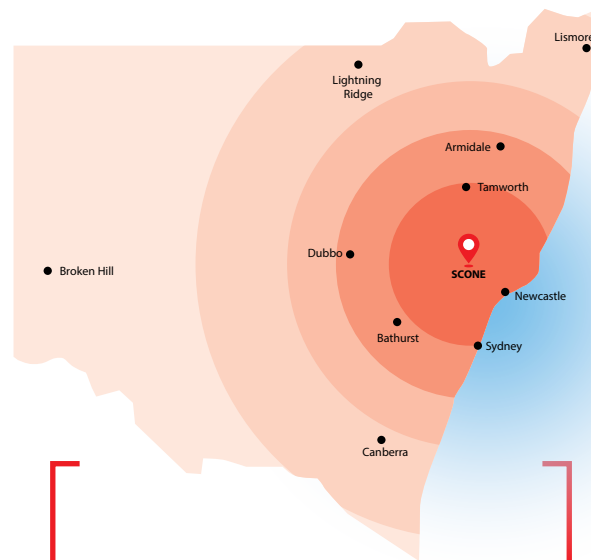 Lismore
Lightning
Ridge
Armidale
Tamworth
Dubbo
SCONE
Broken Hill
Newcastle
Bathurst
Sydney
Canberra